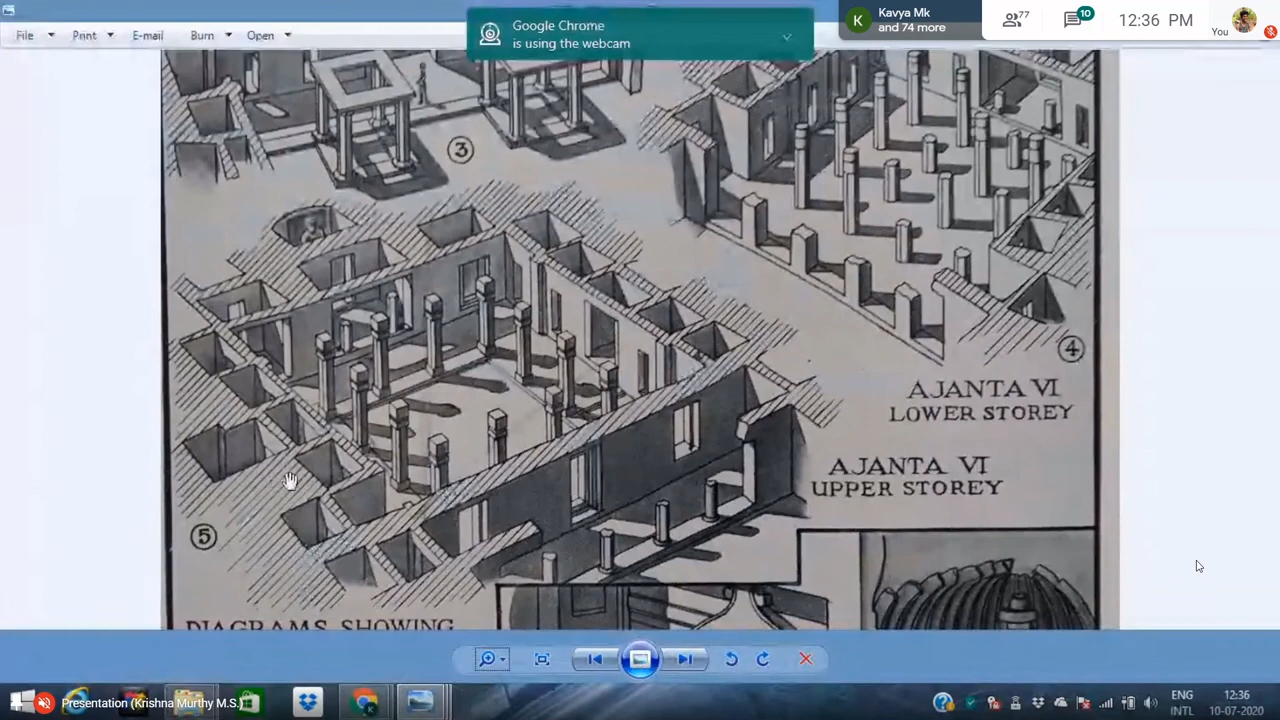 Google Chrome
is using the webcam
Kavya Mk
and 74 more
77
10
12:36 PM
K
You
File Print E-mail Burn Open
3
4
AJANTA VI
LOWER STOREY
AJANTA VI
UPPER STOREY
5
DIAGRAMS SHOWING
Presentation (Krishna Murthy M.S.)
ENG
INTL
12:36
10-07-2020